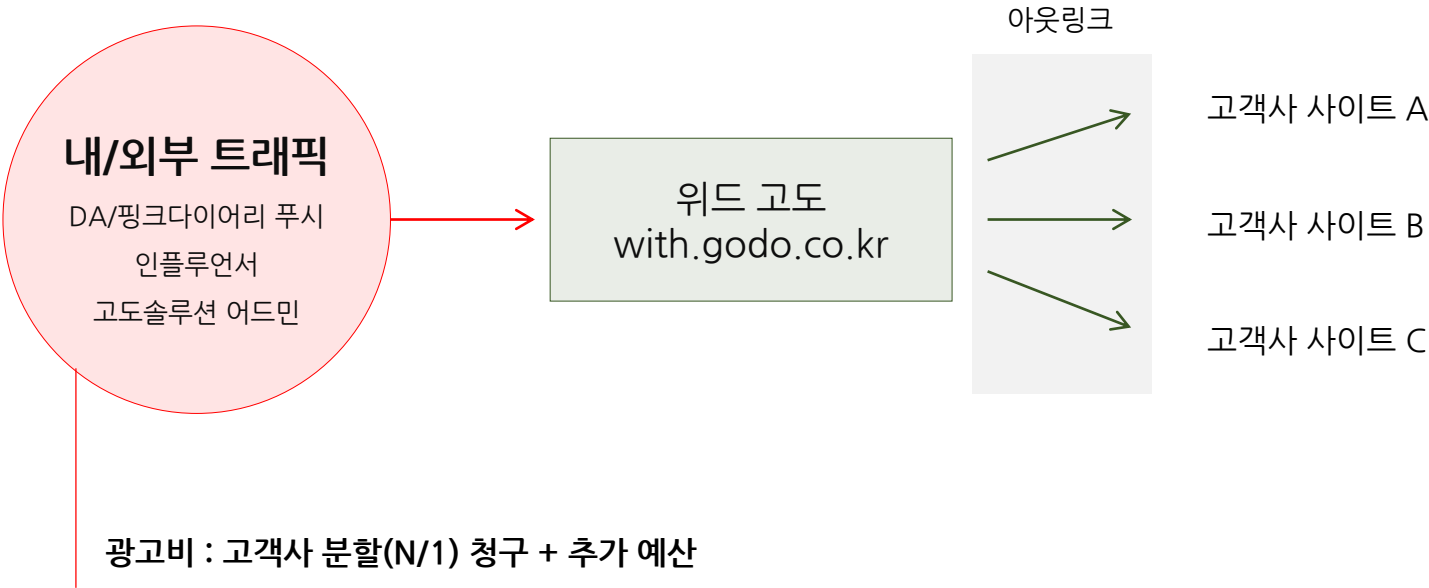 아웃링크
내/외부 트래픽
DA/핑크다이어리 푸시
인플루언서
고도솔루션 어드민
위드 고도
with.godo.co.kr
고객사 사이트 A
고객사 사이트 B
고객사 사이트 C
광고비 : 고객사 분할(N/1) 청구 + 추가 예산